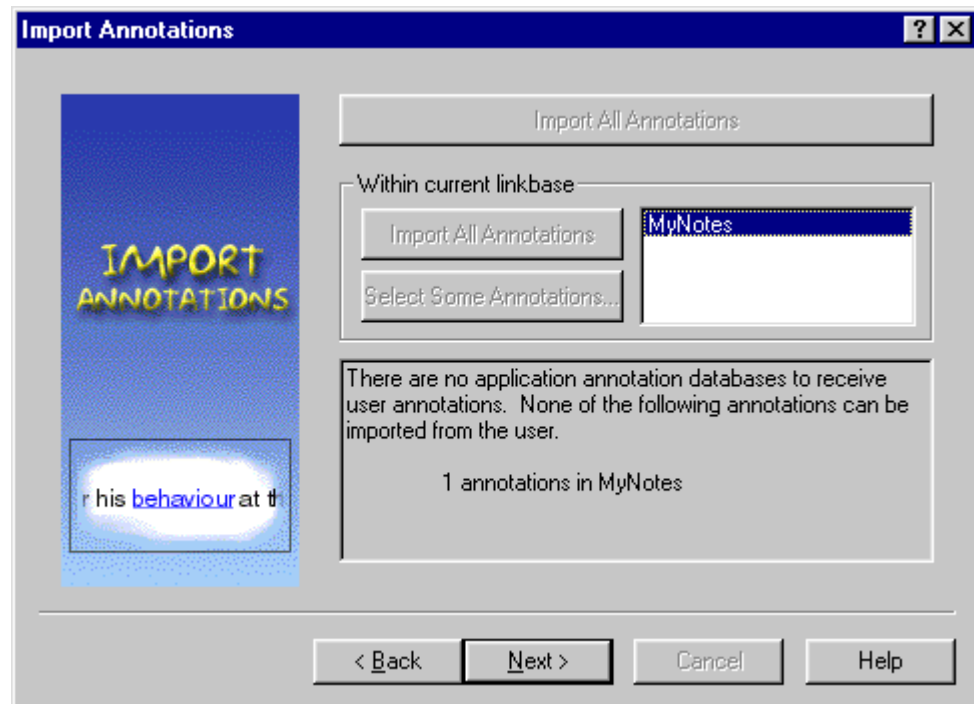 Import Annotations
IMPORT
ANNOTATIONS
his behaviour at
Import All Annotations
Within current linkbase
Import All Annotations
MyNotes
Select Some Annotations...
There are no application annotation databases to receive
user annotations. None of the following annotations can be
imported from the user.
1 annotations in MyNotes
< Back
Next >
Cancel
Help